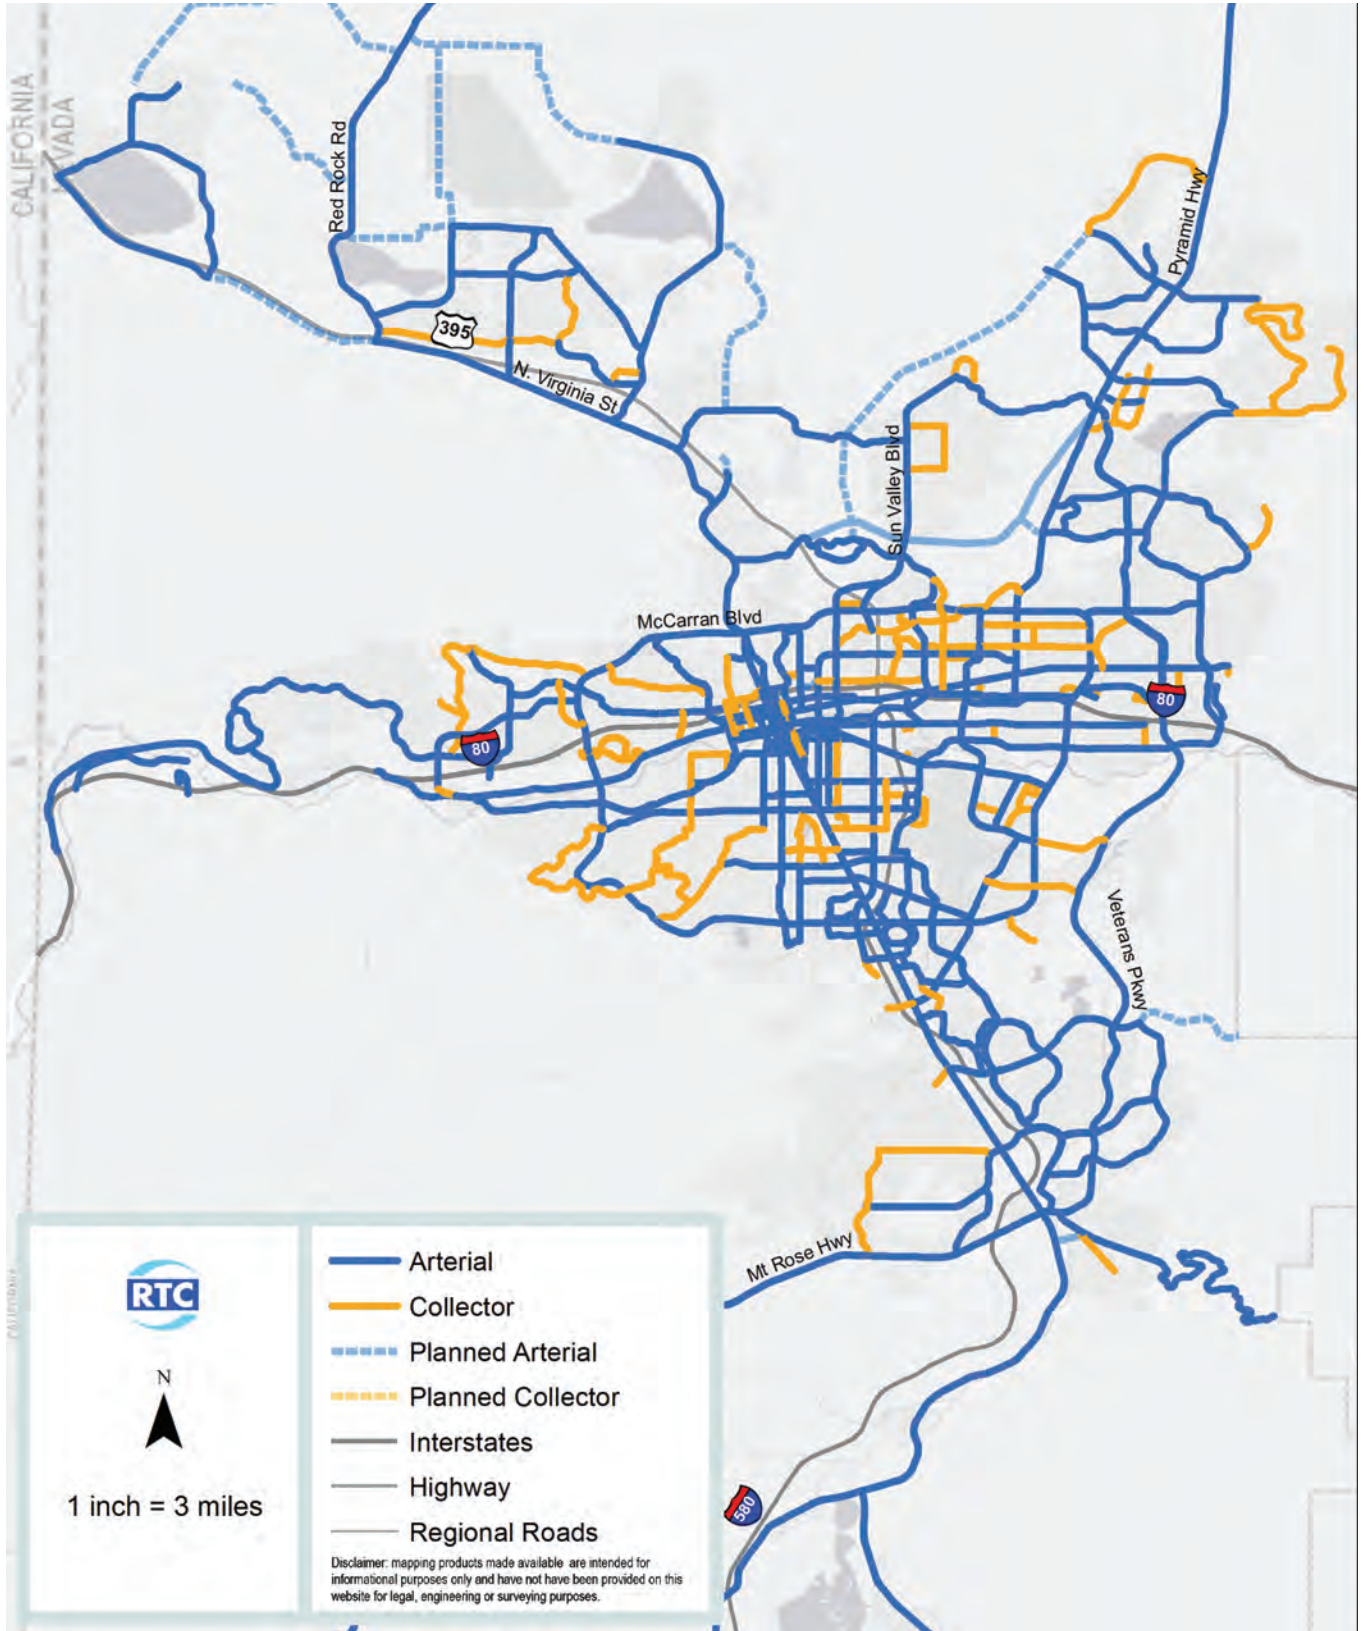 CALIFORNIA
NEVADA
Red Rock Rd
Pyramid Hwy
395
N. Virginia St
Sun Valley Blvd
McCarran Blvd
80
80
Veterans Pkwy
Mt Rose Hwy
580
CALIFORNIA
RTC
N
1 inch = 3 miles
Arterial
Collector
Planned Arterial
Planned Collector
Interstates
Highway
Regional Roads
Disclaimer: mapping products made available are intended for
informational purposes only and have not have been provided on this
website for legal, engineering or surveying purposes.